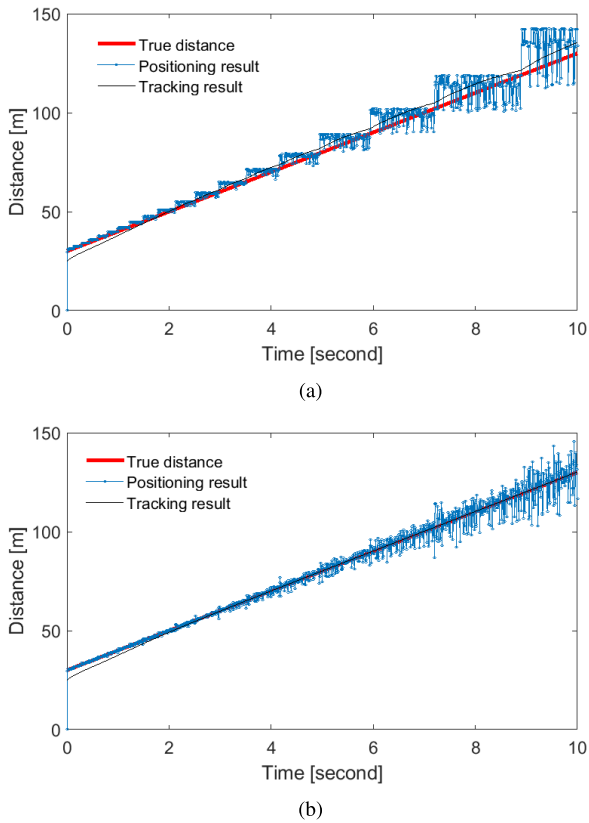 150
True distance
Positioning result
Tracking result
100
Distance [m]
50
0
0 2 4 6 8 10
Time [second]
(a)
150
True distance
Positioning result
Tracking result
100
Distance [m]
50
0
0 2 4 6 8 10
Time [second]
(b)